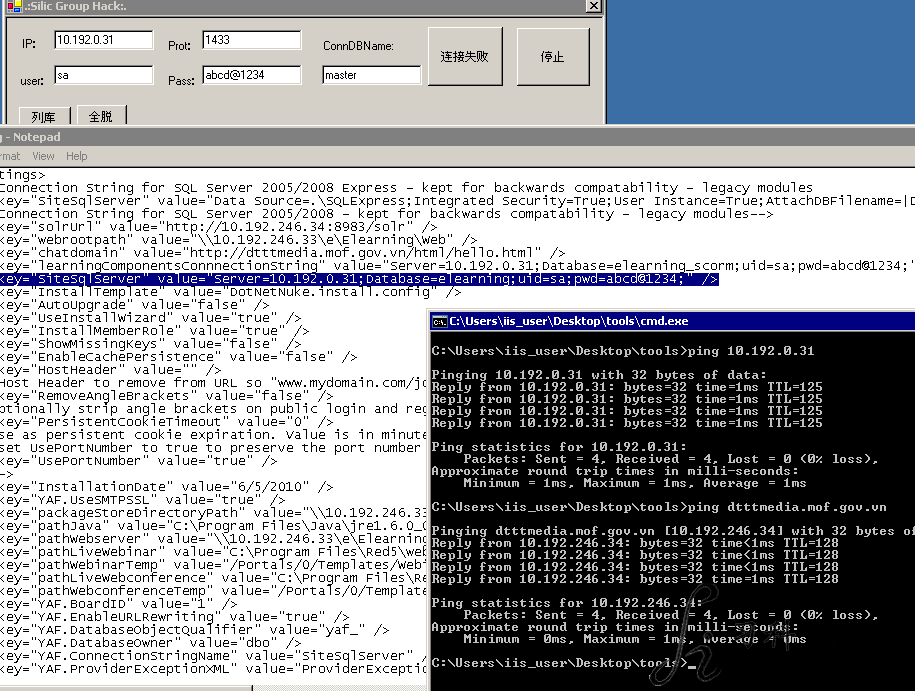 .:Silic Group Hack:.
IP: 10.192.0.31 Prot: 1433 ConnDBName: 连接失败 停止
user: sa Pass: abcd@1234 master
列库 全脱
- Notepad
rmat View Help
tings>
Connection String for SQL Server 2005/2008 Express - kept for backwards compatability - legacy modules
key="SiteSqlServer" value="Data Source=.\SQLExpress;Integrated Security=True;User Instance=True;AttachDBFilename=|D
Connection String for SQL Server 2005/2008 - kept for backwards compatability - legacy modules-->
key="solrUrl" value="http://10.192.246.34:8983/solr" />
key="webrootpath" value="\\10.192.246.33\e\Elearning\web" />
key="chatdomain" value="http://dtttmedia.mof.gov.vn/html/hello.html" />
key="learningComponentsConnnectionString" value="Server=10.192.0.31;Database=elearning_scorm;uid=sa;pwd=abcd@1234;"
key="SiteSqlServer" value="Server=10.192.0.31;Database=elearning;uid=sa;pwd=abcd@1234;" />
key="InstallTemplate" value="DotNetNuke.install.config" />
key="AutoUpgrade" value="false" />
key="UseInstallWizard" value="true" />
key="InstallMemberRole" value="true" />
key="ShowMissingKeys" value="false" />
key="EnableCachePersistence" value="false" />
key="HostHeader" value="" />
Host Header to remove from URL so "www.mydomain.com/jo
key="RemoveAngleBrackets" value="false" />
ptionally strip angle brackets on public login and reg
key="PersistentCookieTimeout" value="0" />
se as persistent cookie expiration. Value is in minute
set UsePortNumber to true to preserve the port number
key="UsePortNumber" value="true" />
->
key="InstallationDate" value="6/5/2010" />
key="YAF.UseSMTPSSL" value="true" />
key="packageStoreDirectoryPath" value="\\10.192.246.33
key="pathJava" value="C:\Program Files\Java\jre1.6.0_0
key="pathWebserver" value="\\10.192.246.33\e\Elearning
key="pathLiveWebinar" value="C:\Program Files\Red5\web
key="pathWebinarTemp" value="/Portals/0/Templates/Web
key="pathLiveWebconference" value="C:\Program Files\Re
key="pathWebconferenceTemp" value="/Portals/0/Template
key="YAF.BoardID" value="1" />
key="YAF.EnableURLRewriting" value="true" />
key="YAF.DatabaseObjectQualifier" value="yaf_" />
key="YAF.DatabaseOwner" value="dbo" />
key="YAF.ConnectionStringName" value="SiteSqlServer" /
key="YAF.ProviderExceptionXML" value="ProviderExceptio
C:\Users\iis_user\Desktop\tools\cmd.exe
C:\Users\iis_user\Desktop\tools>ping 10.192.0.31
Pinging 10.192.0.31 with 32 bytes of data:
Reply from 10.192.0.31: bytes=32 time=1ms TTL=125
Reply from 10.192.0.31: bytes=32 time=1ms TTL=125
Reply from 10.192.0.31: bytes=32 time=1ms TTL=125
Reply from 10.192.0.31: bytes=32 time=1ms TTL=125
Ping statistics for 10.192.0.31:
Packets: Sent = 4, Received = 4, Lost = 0 (0% loss),
Approximate round trip times in milli-seconds:
Minimum = 1ms, Maximum = 1ms, Average = 1ms
C:\Users\iis_user\Desktop\tools>ping dtttmedia.mof.gov.vn
Pinging dtttmedia.mof.gov.vn [10.192.246.34] with 32 bytes of
Reply from 10.192.246.34: bytes=32 time<1ms TTL=128
Reply from 10.192.246.34: bytes=32 time=1ms TTL=128
Reply from 10.192.246.34: bytes=32 time<1ms TTL=128
Reply from 10.192.246.34: bytes=32 time<1ms TTL=128
Ping statistics for 10.192.246.34:
Packets: Sent = 4, Received = 4, Lost = 0 (0% loss),
Approximate round trip times in milli-seconds:
Minimum = 0ms, Maximum = 1ms, Average = 0ms
C:\Users\iis_user\Desktop\tools>_